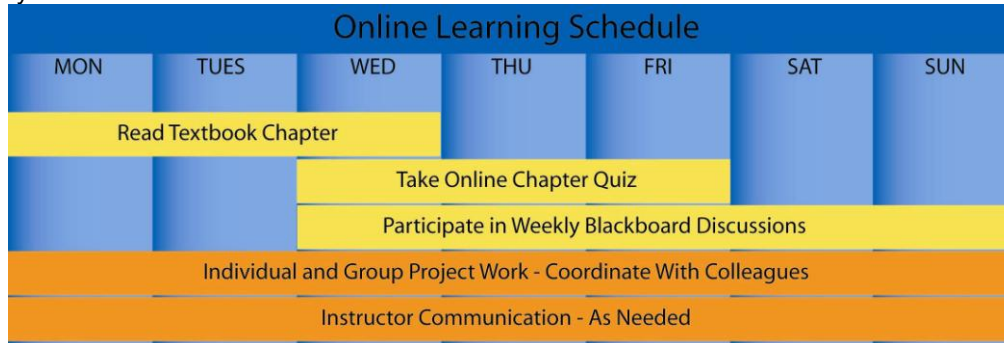 Online Learning Schedule
MON TUES WED THU FRI SAT SUN
Read Textbook Chapter
Take Online Chapter Quiz
Participate in Weekly Blackboard Discussions
Individual and Group Project Work - Coordinate With Colleagues
Instructor Communication - As Needed